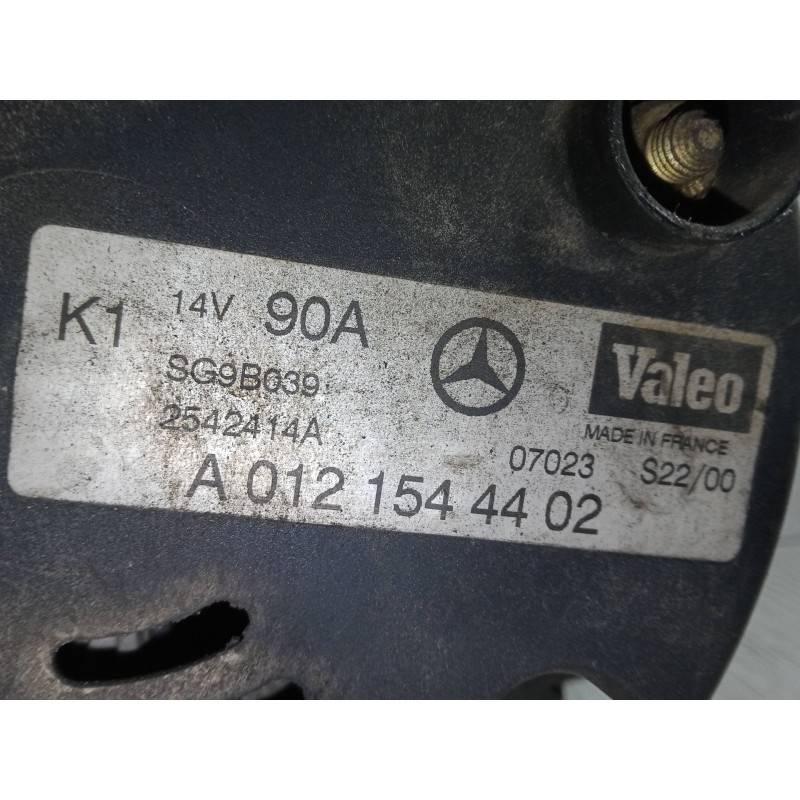 K1 14V 90A
SG9B039
2542414A
Valeo
MADE IN FRANCE
07023 S22/00
A 012 154 44 02